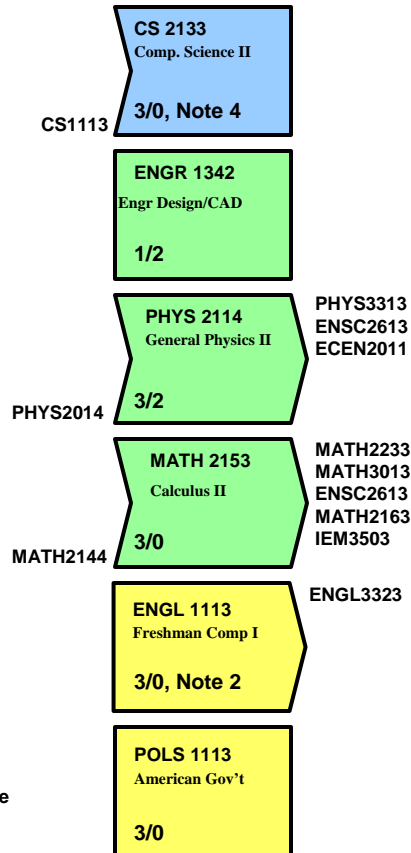 CS 2133
Comp. Science II
3/0, Note 4
CS1113
ENGR 1342
Engr Design/CAD
1/2
PHYS 2114
General Physics II
3/2
PHYS2014
PHYS3313
ENSC2613
ECEN2011
MATH 2153
Calculus II
3/0
MATH2144
MATH2233
MATH3013
ENSC2613
MATH2163
IEM3503
ENGL 1113
Freshman Comp I
3/0, Note 2
ENGL3323
POLS 1113
American Gov't
3/0
e